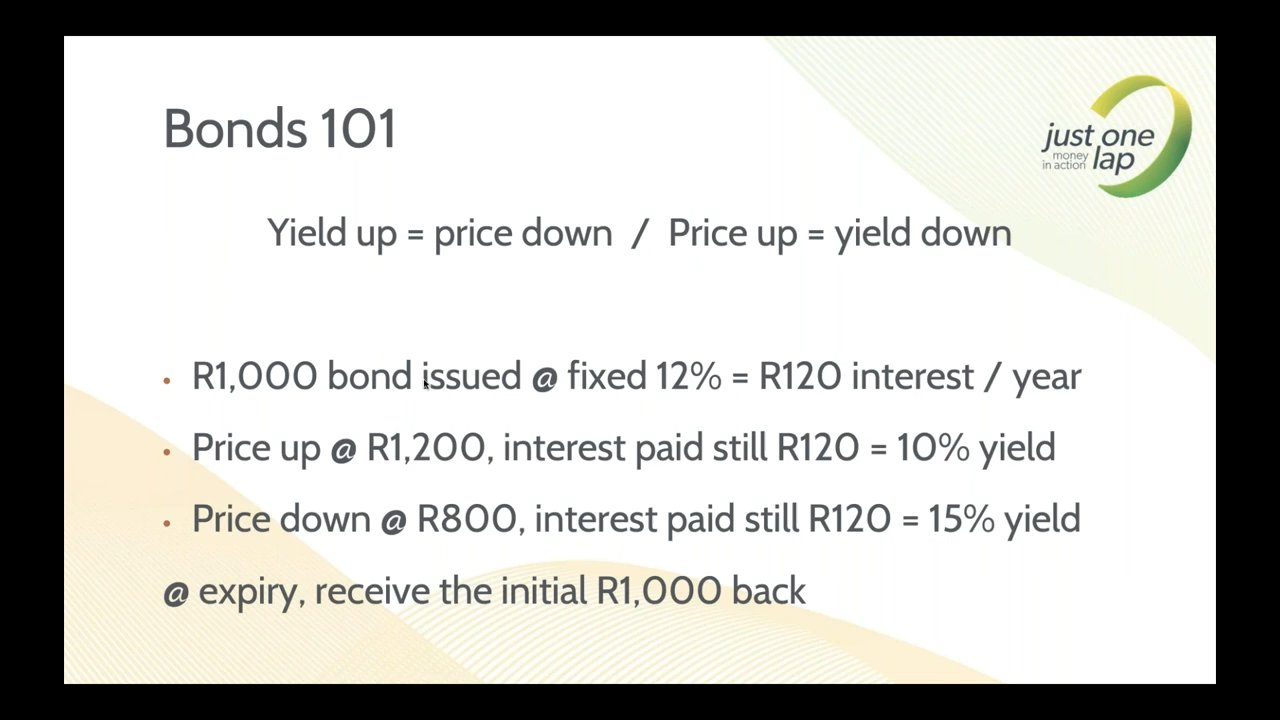 Bonds 101
just one
money
in action
lap
Yield up = price down / Price up = yield down
• R1,000 bond issued @ fixed 12% = R120 interest / year
• Price up @ R1,200, interest paid still R120 = 10% yield
• Price down @ R800, interest paid still R120 = 15% yield
@ expiry, receive the initial R1,000 back